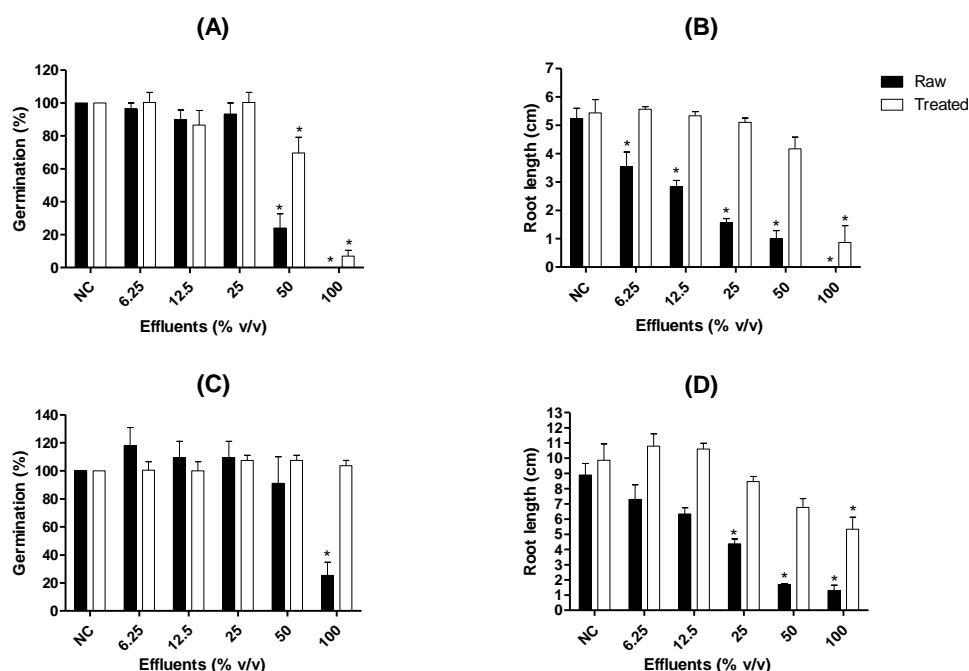 (A)
120
100
80
60
40
20
0
Germination (%)
* * * *
NC 6.25 12.5 25 50 100
Effluents (% v/v)
(B)
7
6
5
4
3
2
1
0
Root length (cm)
* * * * * *
NC 6.25 12.5 25 50 100
Effluents (% v/v)
Raw
Treated
(C)
140
120
100
80
60
40
20
0
Germination (%)
*
NC 6.25 12.5 25 50 100
Effluents (% v/v)
(D)
13
12
11
10
9
8
7
6
5
4
3
2
1
0
Root length (cm)
* * * *
NC 6.25 12.5 25 50 100
Effluents (% v/v)